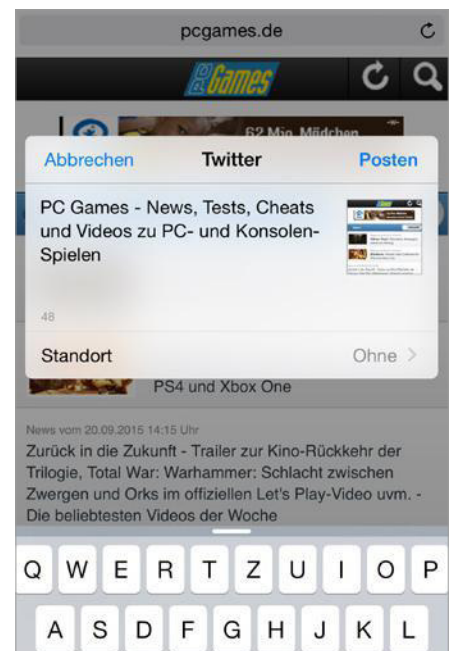 pcgames.de
PC Games
62 Mio. Mädchen
Abbrechen Twitter Posten
PC Games - News, Tests, Cheats
und Videos zu PC- und Konsolen-
Spielen
48
Standort Ohne
PS4 und Xbox One
News vom 20.09.2015 14:15 Uhr
Zurück in die Zukunft - Trailer zur Kino-Rückkehr der
Trilogie, Total War: Warhammer: Schlacht zwischen
Zwergen und Orks im offiziellen Let's Play-Video uvm. -
Die beliebtesten Videos der Woche
Q W E R T Z U I O P
A S D F G H J K L